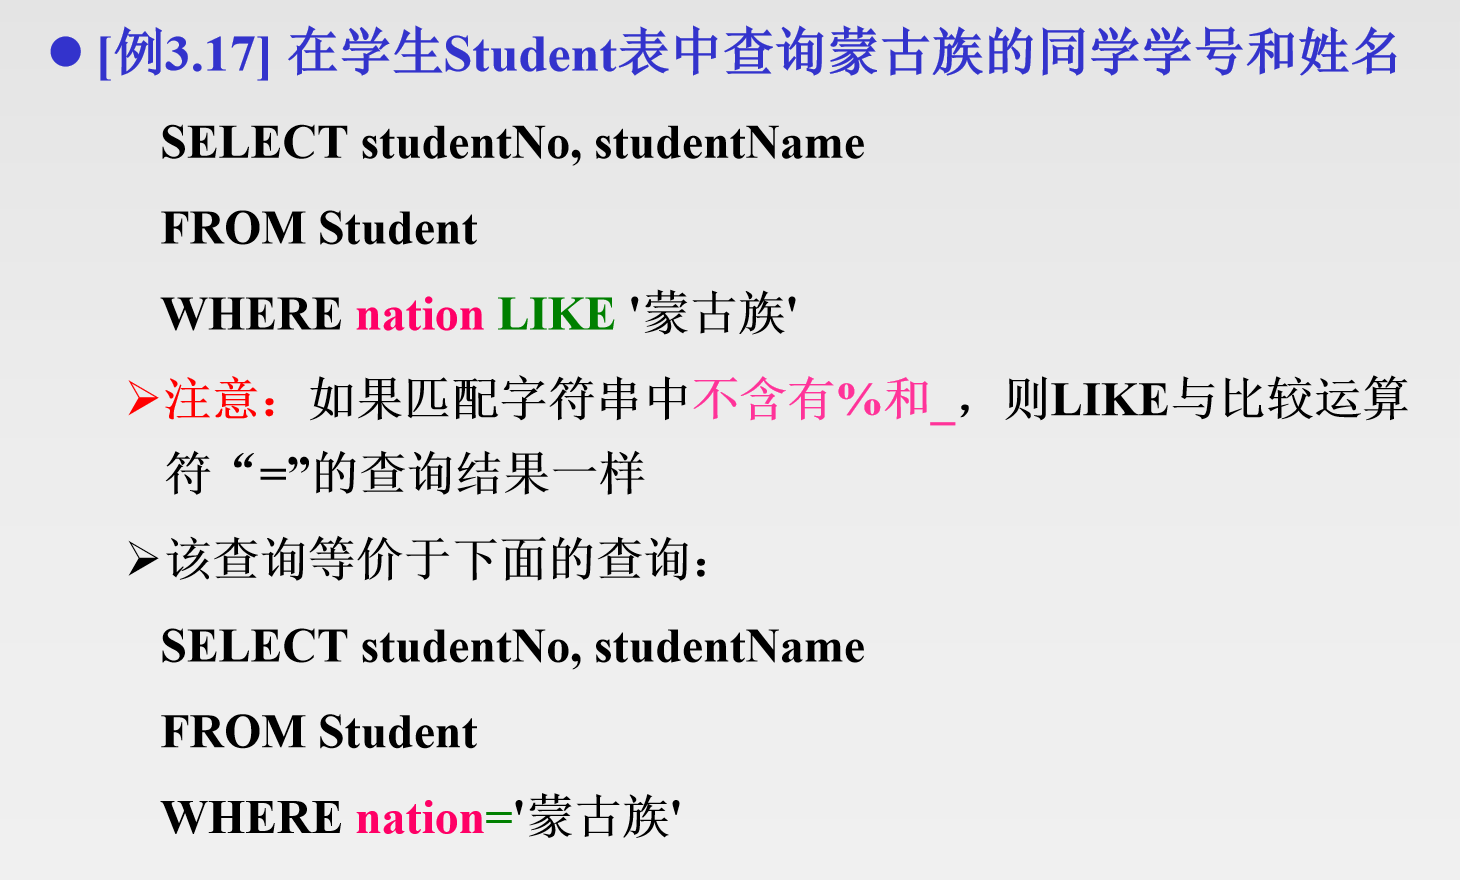 [例3.17] 在学生Student表中查询蒙古族的同学学号和姓名
SELECT studentNo, studentName
FROM Student
WHERE nation LIKE '蒙古族'
注意：如果匹配字符串中不含有%和_，则LIKE与比较运算
符“=”的查询结果一样
该查询等价于下面的查询：
SELECT studentNo, studentName
FROM Student
WHERE nation='蒙古族'